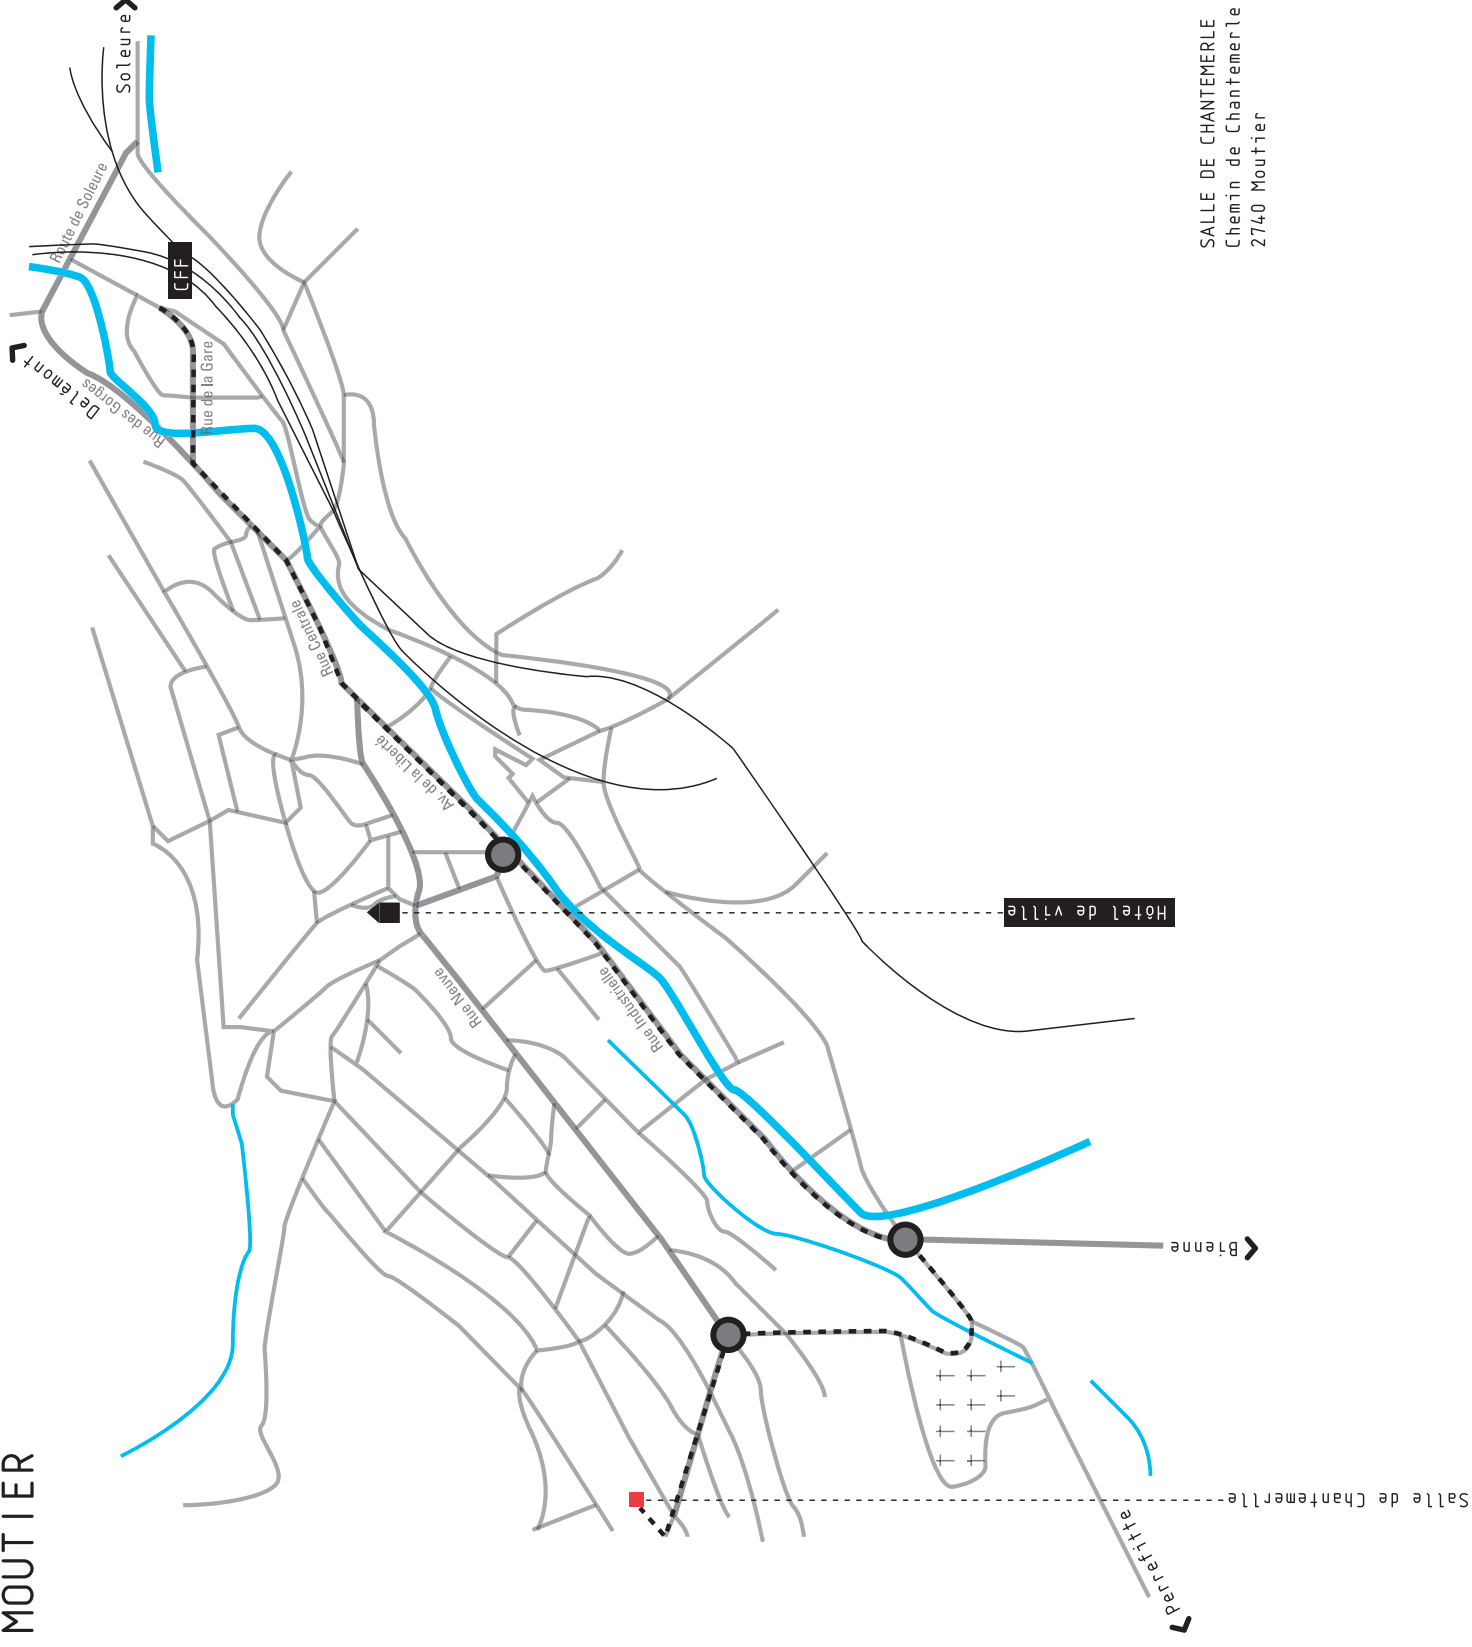 MOUTIER
SALLE DE CHANTEMERLE
Chemin de Chantemerle
2740 Moutier
Soleure
Route de Soleure
CFF
Delémont
Rue des Gorges
Rue de la Gare
Rue Centrale
Av. de la Liberté
Hôtel de ville
Rue Neuve
Rue Industrielle
Bienne
Salle de Chantemerlle
Perrefitte